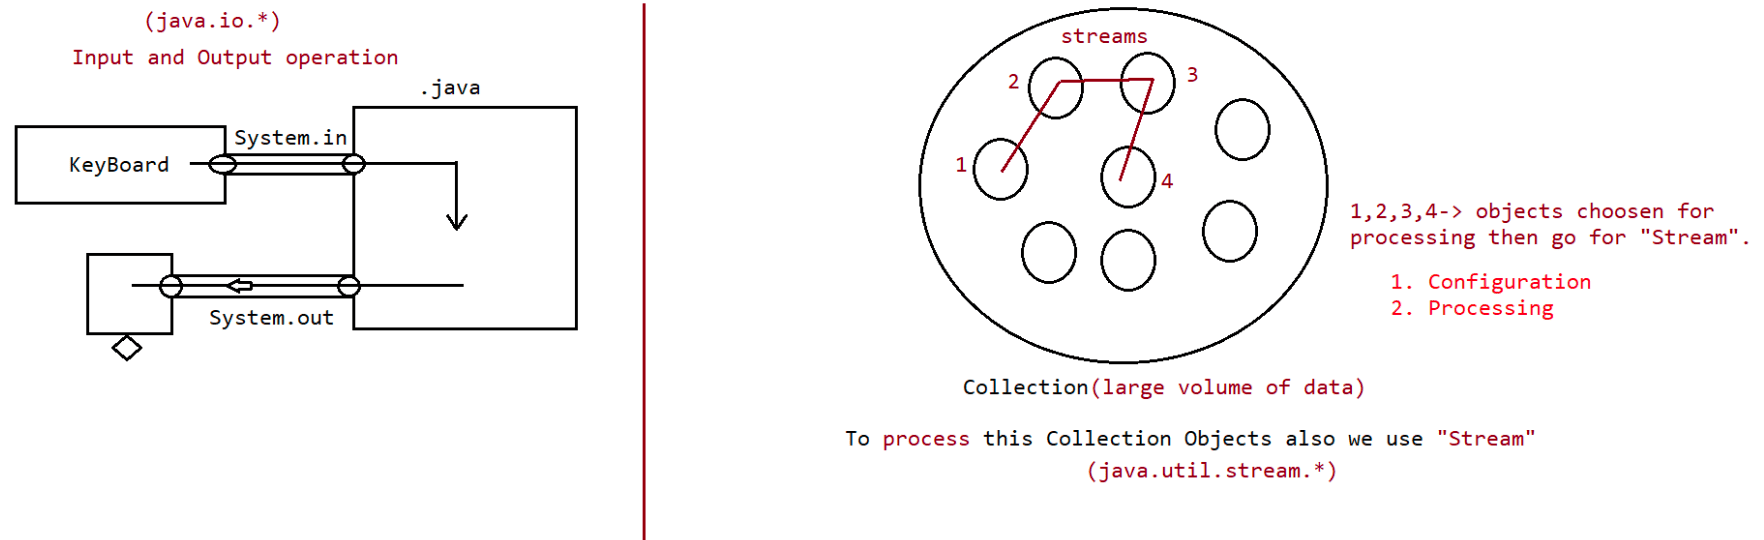 (java.io.*)
Input and Output operation
.java
System.in
KeyBoard
System.out
streams
2
3
1
4
1,2,3,4-> objects choosen for
processing then go for "Stream".
1. Configuration
2. Processing
Collection(large volume of data)
To process this Collection Objects also we use "Stream"
(java.util.stream.*)